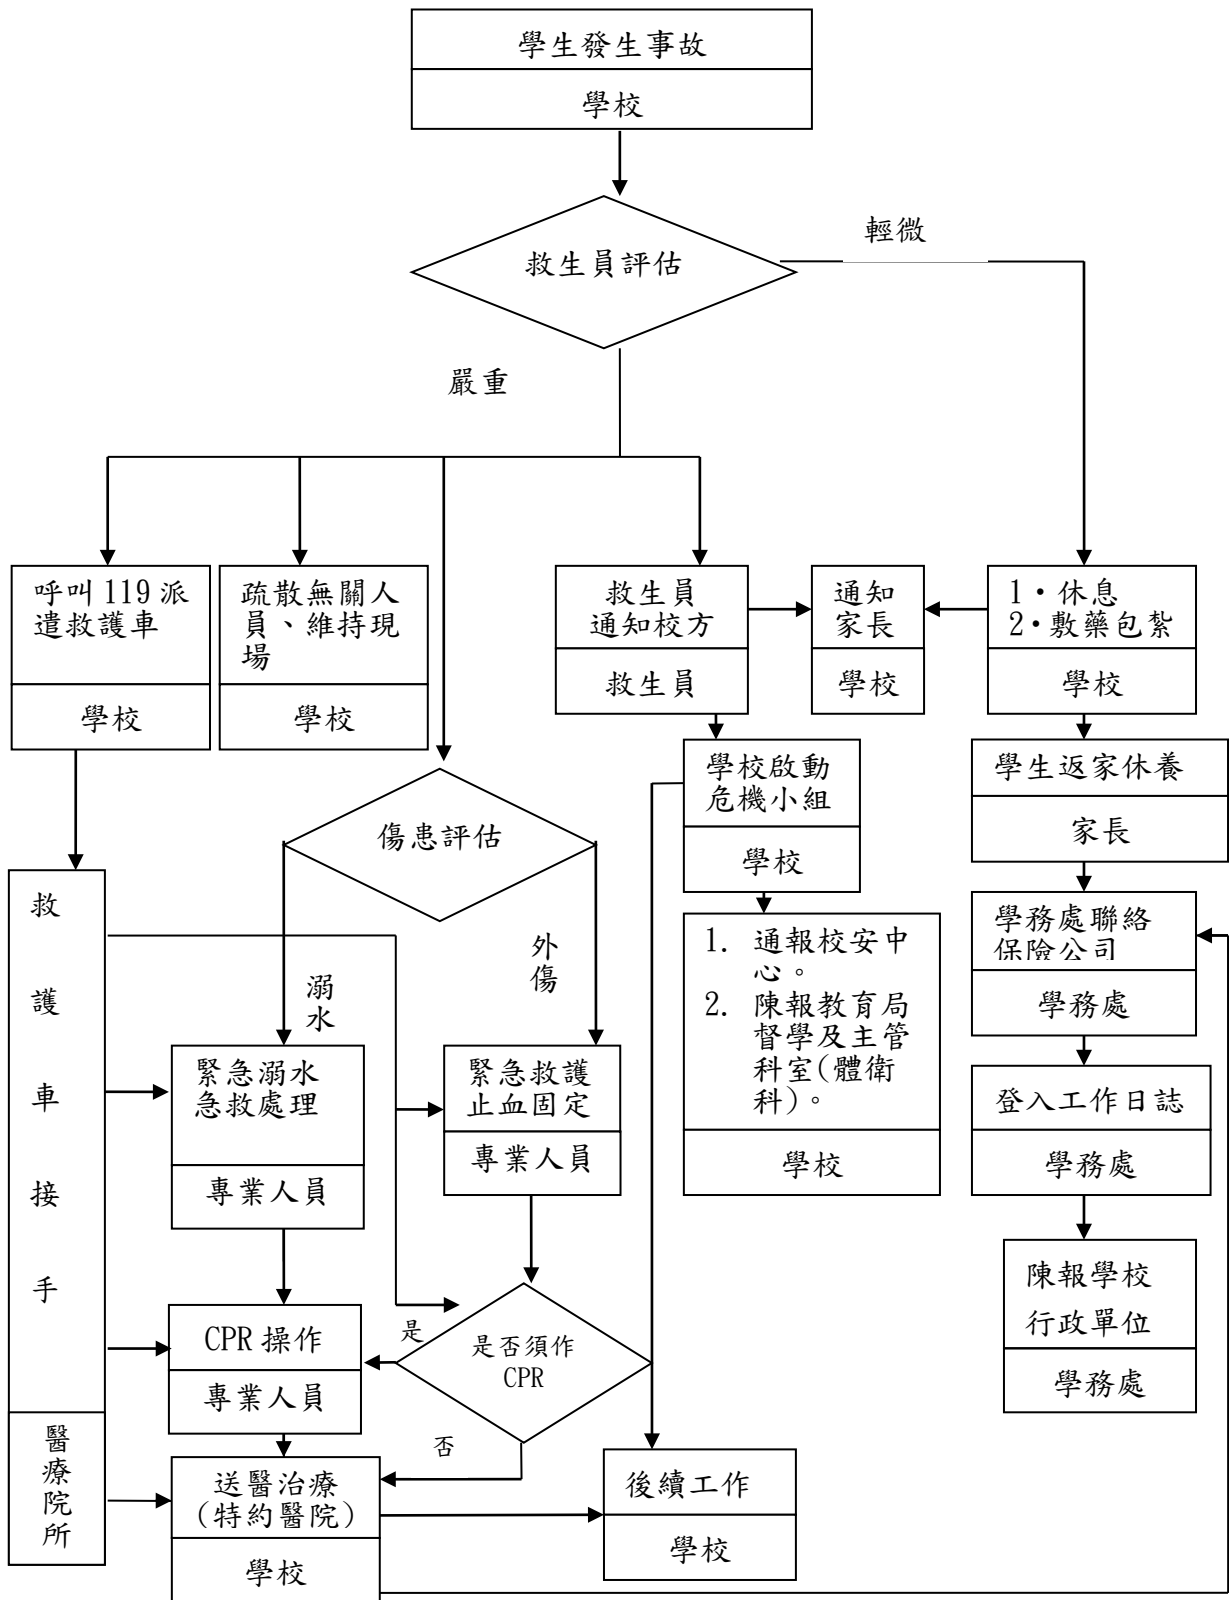 學生發生事故
學校
救生員評估
輕微
嚴重
呼叫119派
遣救護車
學校
疏散無關人
員、維持現
場
學校
救生員
通知校方
救生員
通知
家長
學校
1・休息
2・敷藥包紮
學校
學校啟動
危機小組
學校
學生返家休養
家長
傷患評估
溺水
外傷
救護車接手
緊急溺水
急救處理
專業人員
緊急救護
止血固定
專業人員
1. 通報校安中
心。
2. 陳報教育局
督學及主管
科室(體衛
科)。
學校
學務處聯絡
保險公司
學務處
登入工作日誌
學務處
陳報學校
行政單位
學務處
CPR操作
專業人員
是
是否須作
CPR
否
醫療院所
送醫治療
(特約醫院)
學校
後續工作
學校